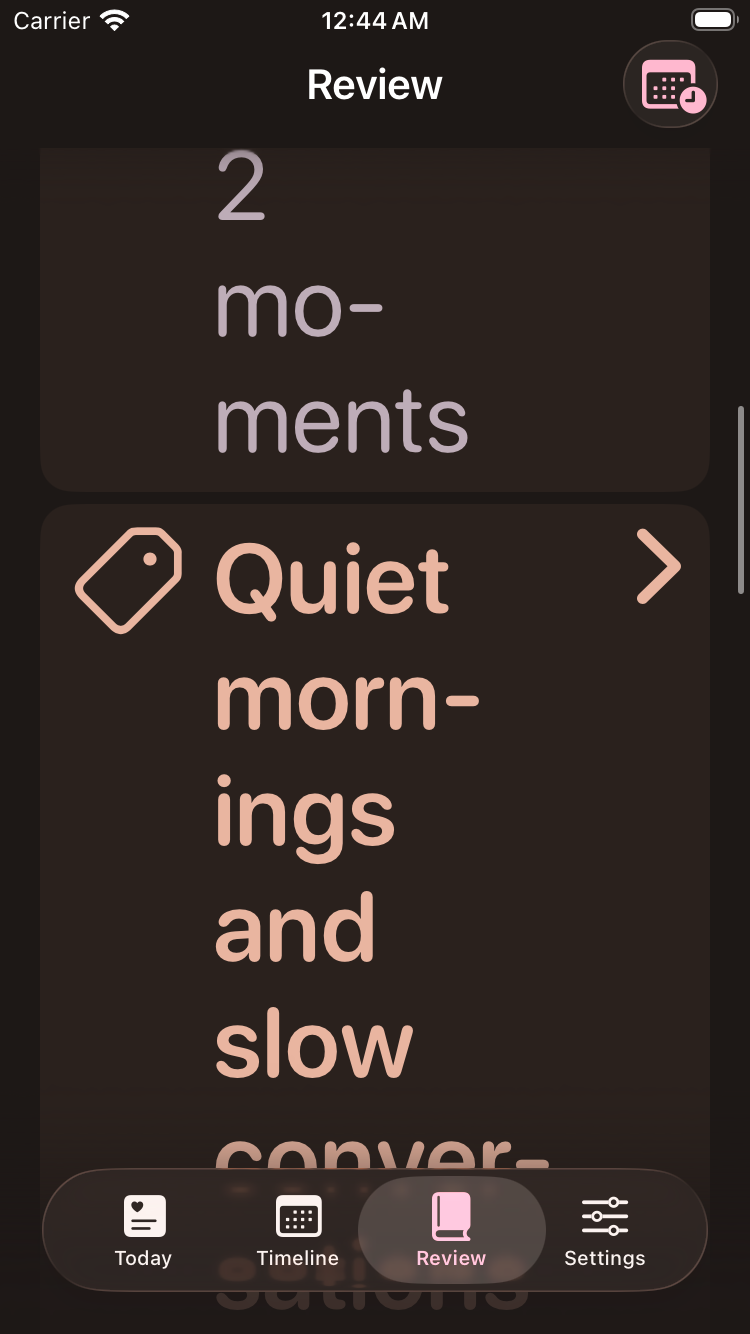 Carrier
12:44 AM
Review
2
mo-
ments
Quiet
morn-
ings
and
slow
conver-
sations
Today
Timeline
Review
Settings